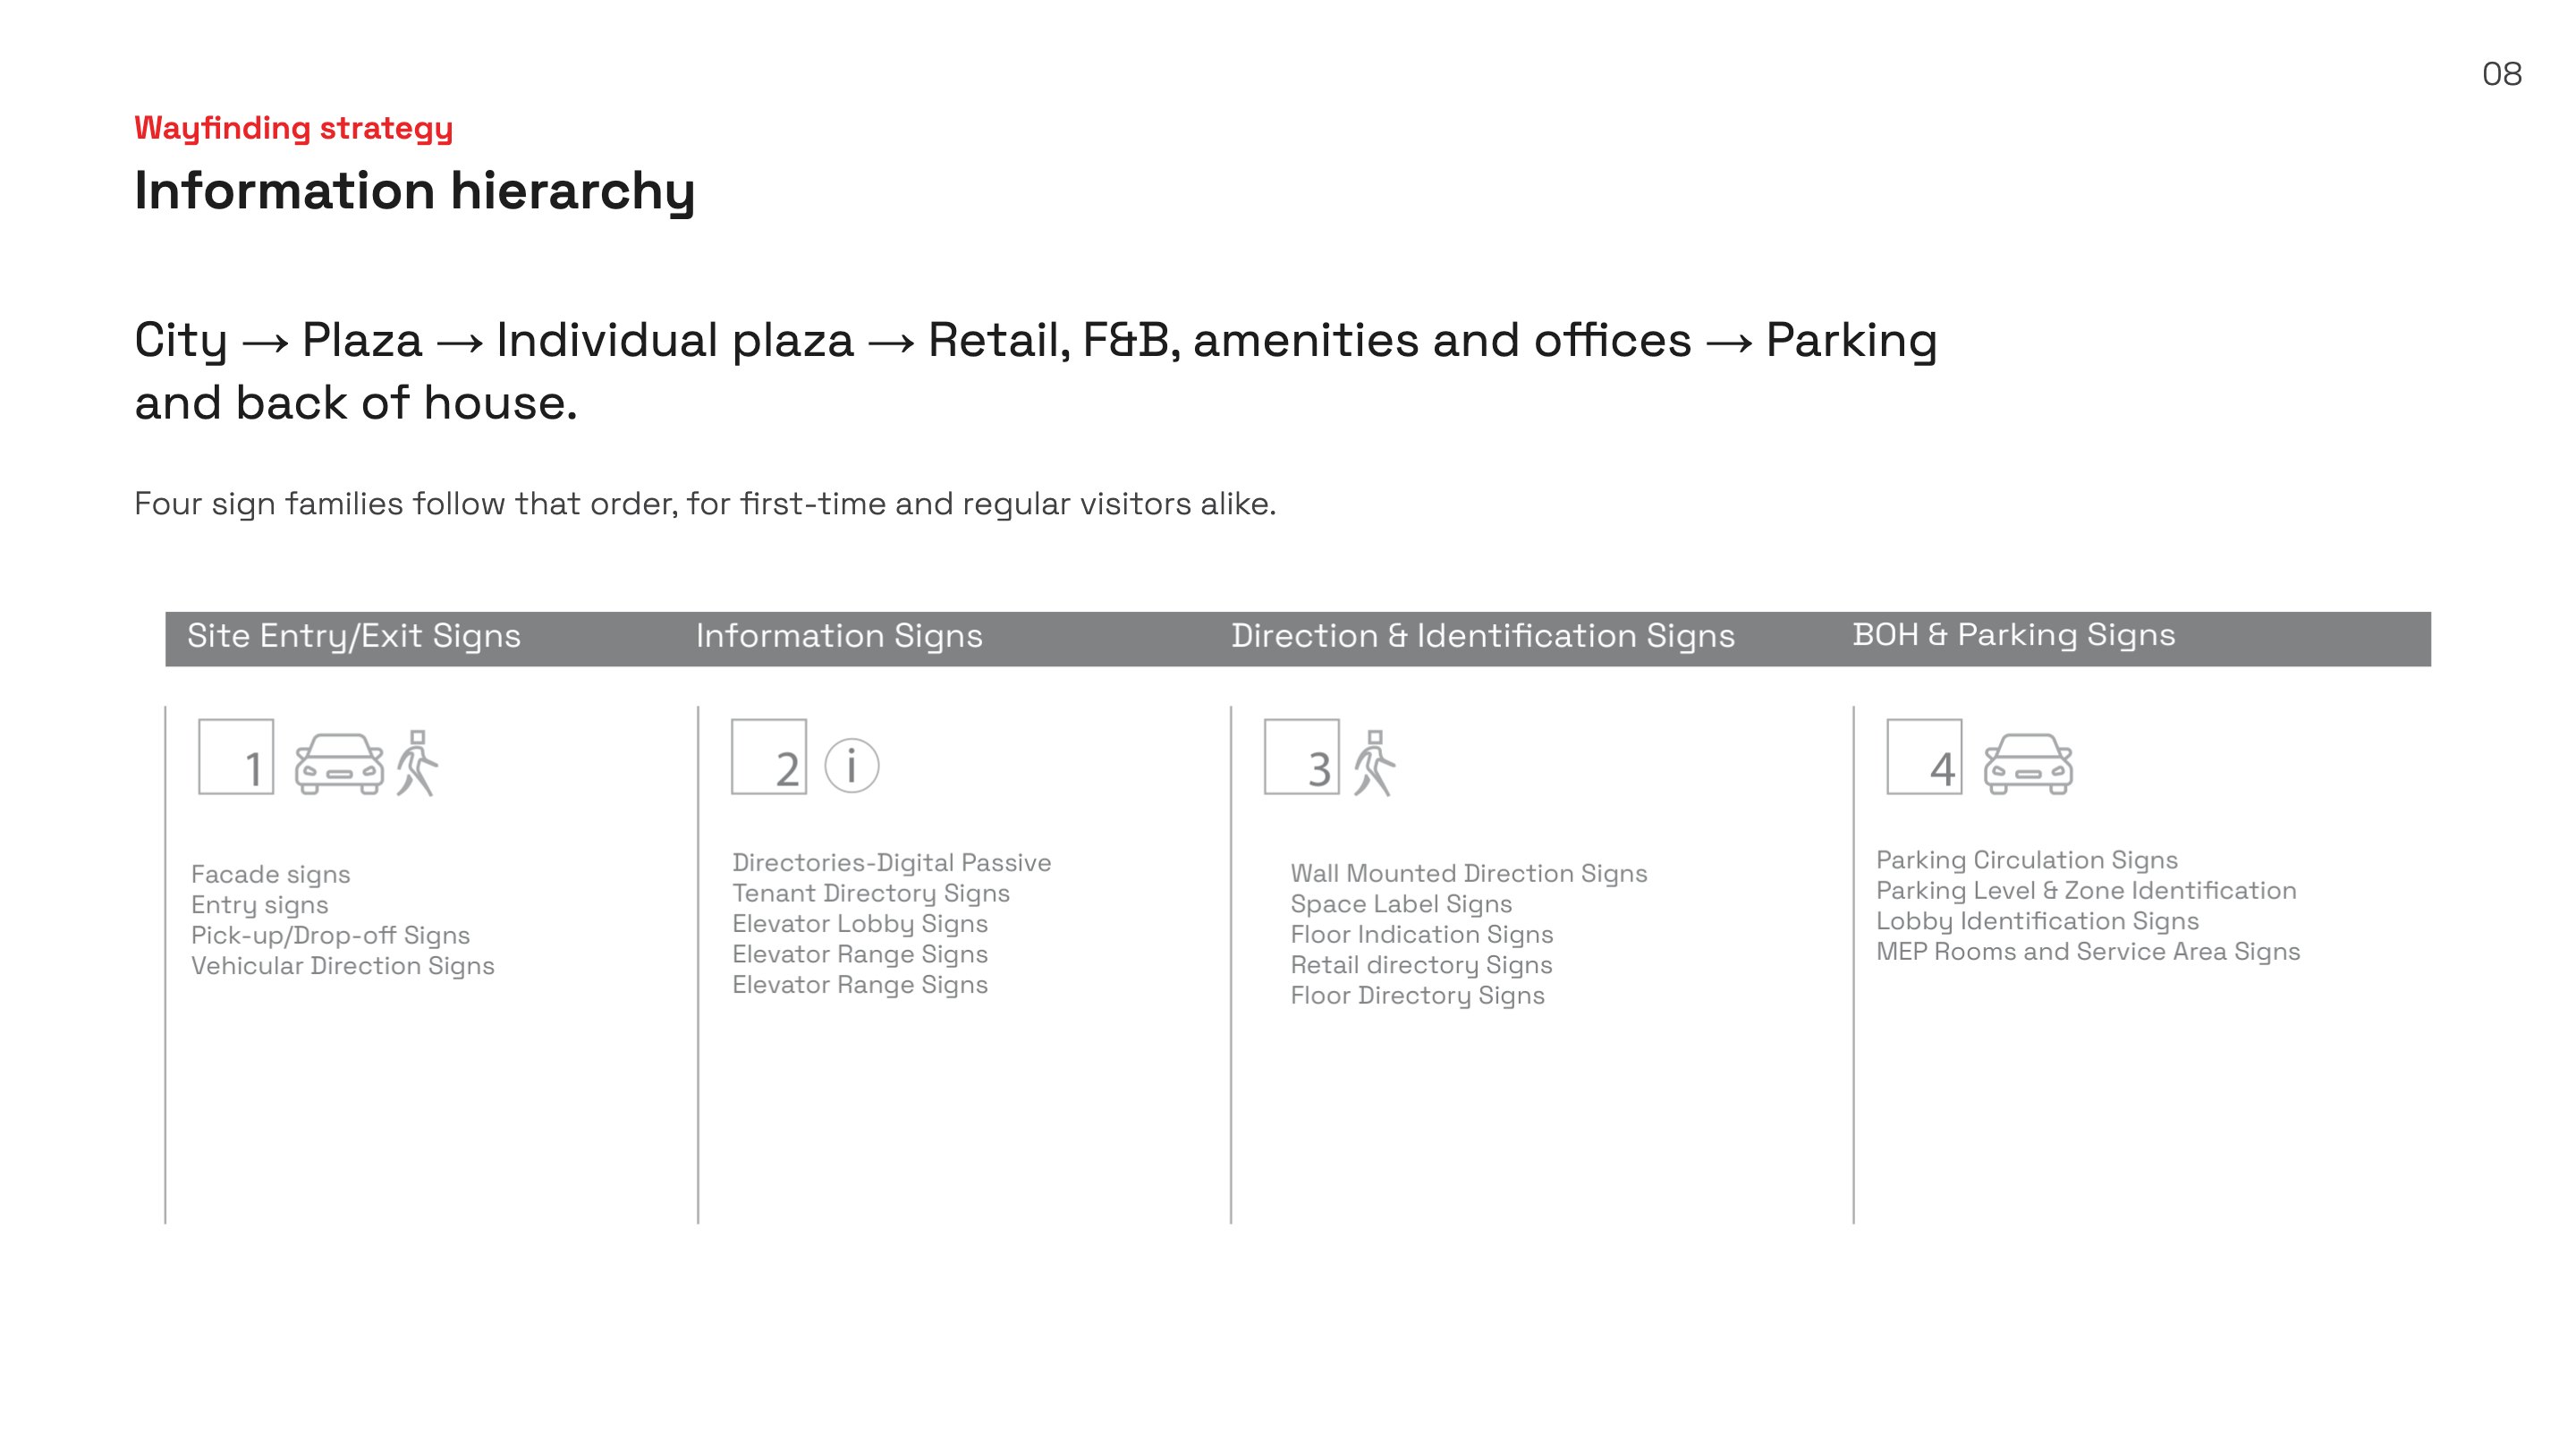 08
Wayfinding strategy
Information hierarchy
City → Plaza → Individual plaza → Retail, F&B, amenities and offices → Parking
and back of house.
Four sign families follow that order, for first-time and regular visitors alike.
Site Entry/Exit Signs
Information Signs
Direction & Identification Signs
BOH & Parking Signs
1
Facade signs
Entry signs
Pick-up/Drop-off Signs
Vehicular Direction Signs
2
i
Directories-Digital Passive
Tenant Directory Signs
Elevator Lobby Signs
Elevator Range Signs
Elevator Range Signs
3
Wall Mounted Direction Signs
Space Label Signs
Floor Indication Signs
Retail directory Signs
Floor Directory Signs
4
Parking Circulation Signs
Parking Level & Zone Identification
Lobby Identification Signs
MEP Rooms and Service Area Signs